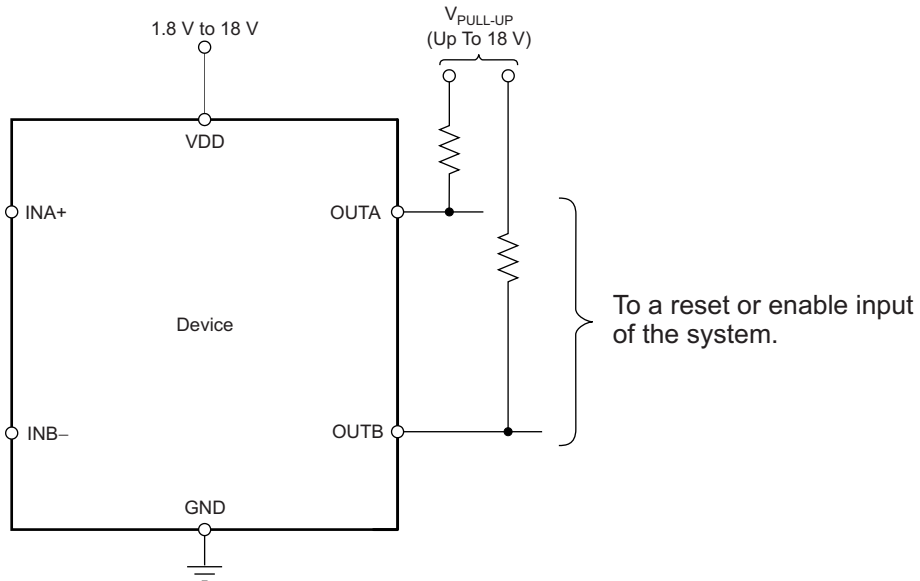 1.8 V to 18 V
VPULL-UP
(Up To 18 V)
VDD
INA+
OUTA
Device
To a reset or enable input
of the system.
INB–
OUTB
GND